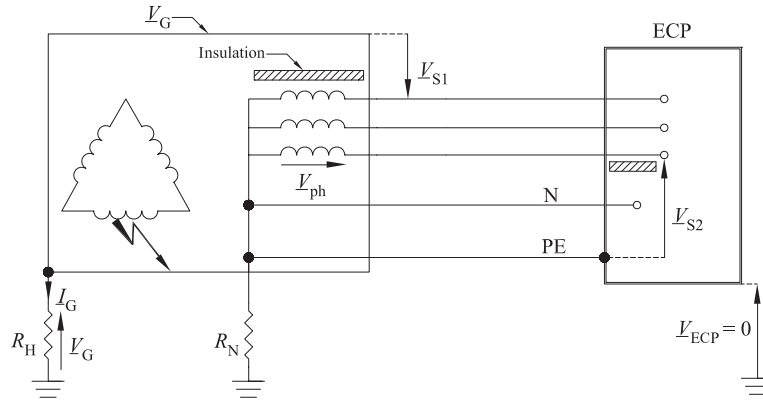 V_G
ECP
Insulation
V_S1
V_ph
N
V_S2
PE
I_G
R_H
V_G
R_N
V_ECP = 0